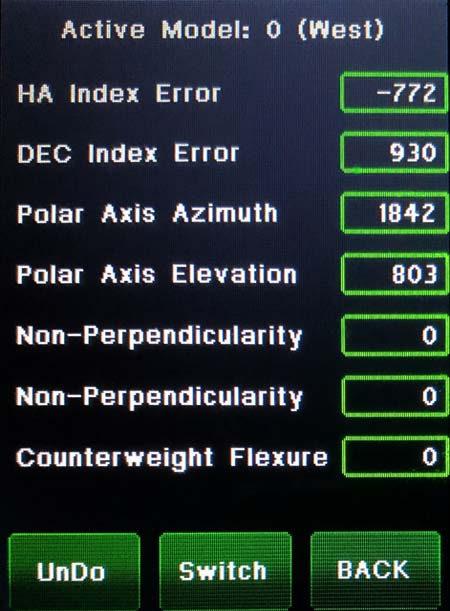 Active Model: 0 (West)
HA Index Error -772
DEC Index Error 930
Polar Axis Azimuth 1842
Polar Axis Elevation 803
Non-Perpendicularity 0
Non-Perpendicularity 0
Counterweight Flexure 0
UnDo Switch BACK